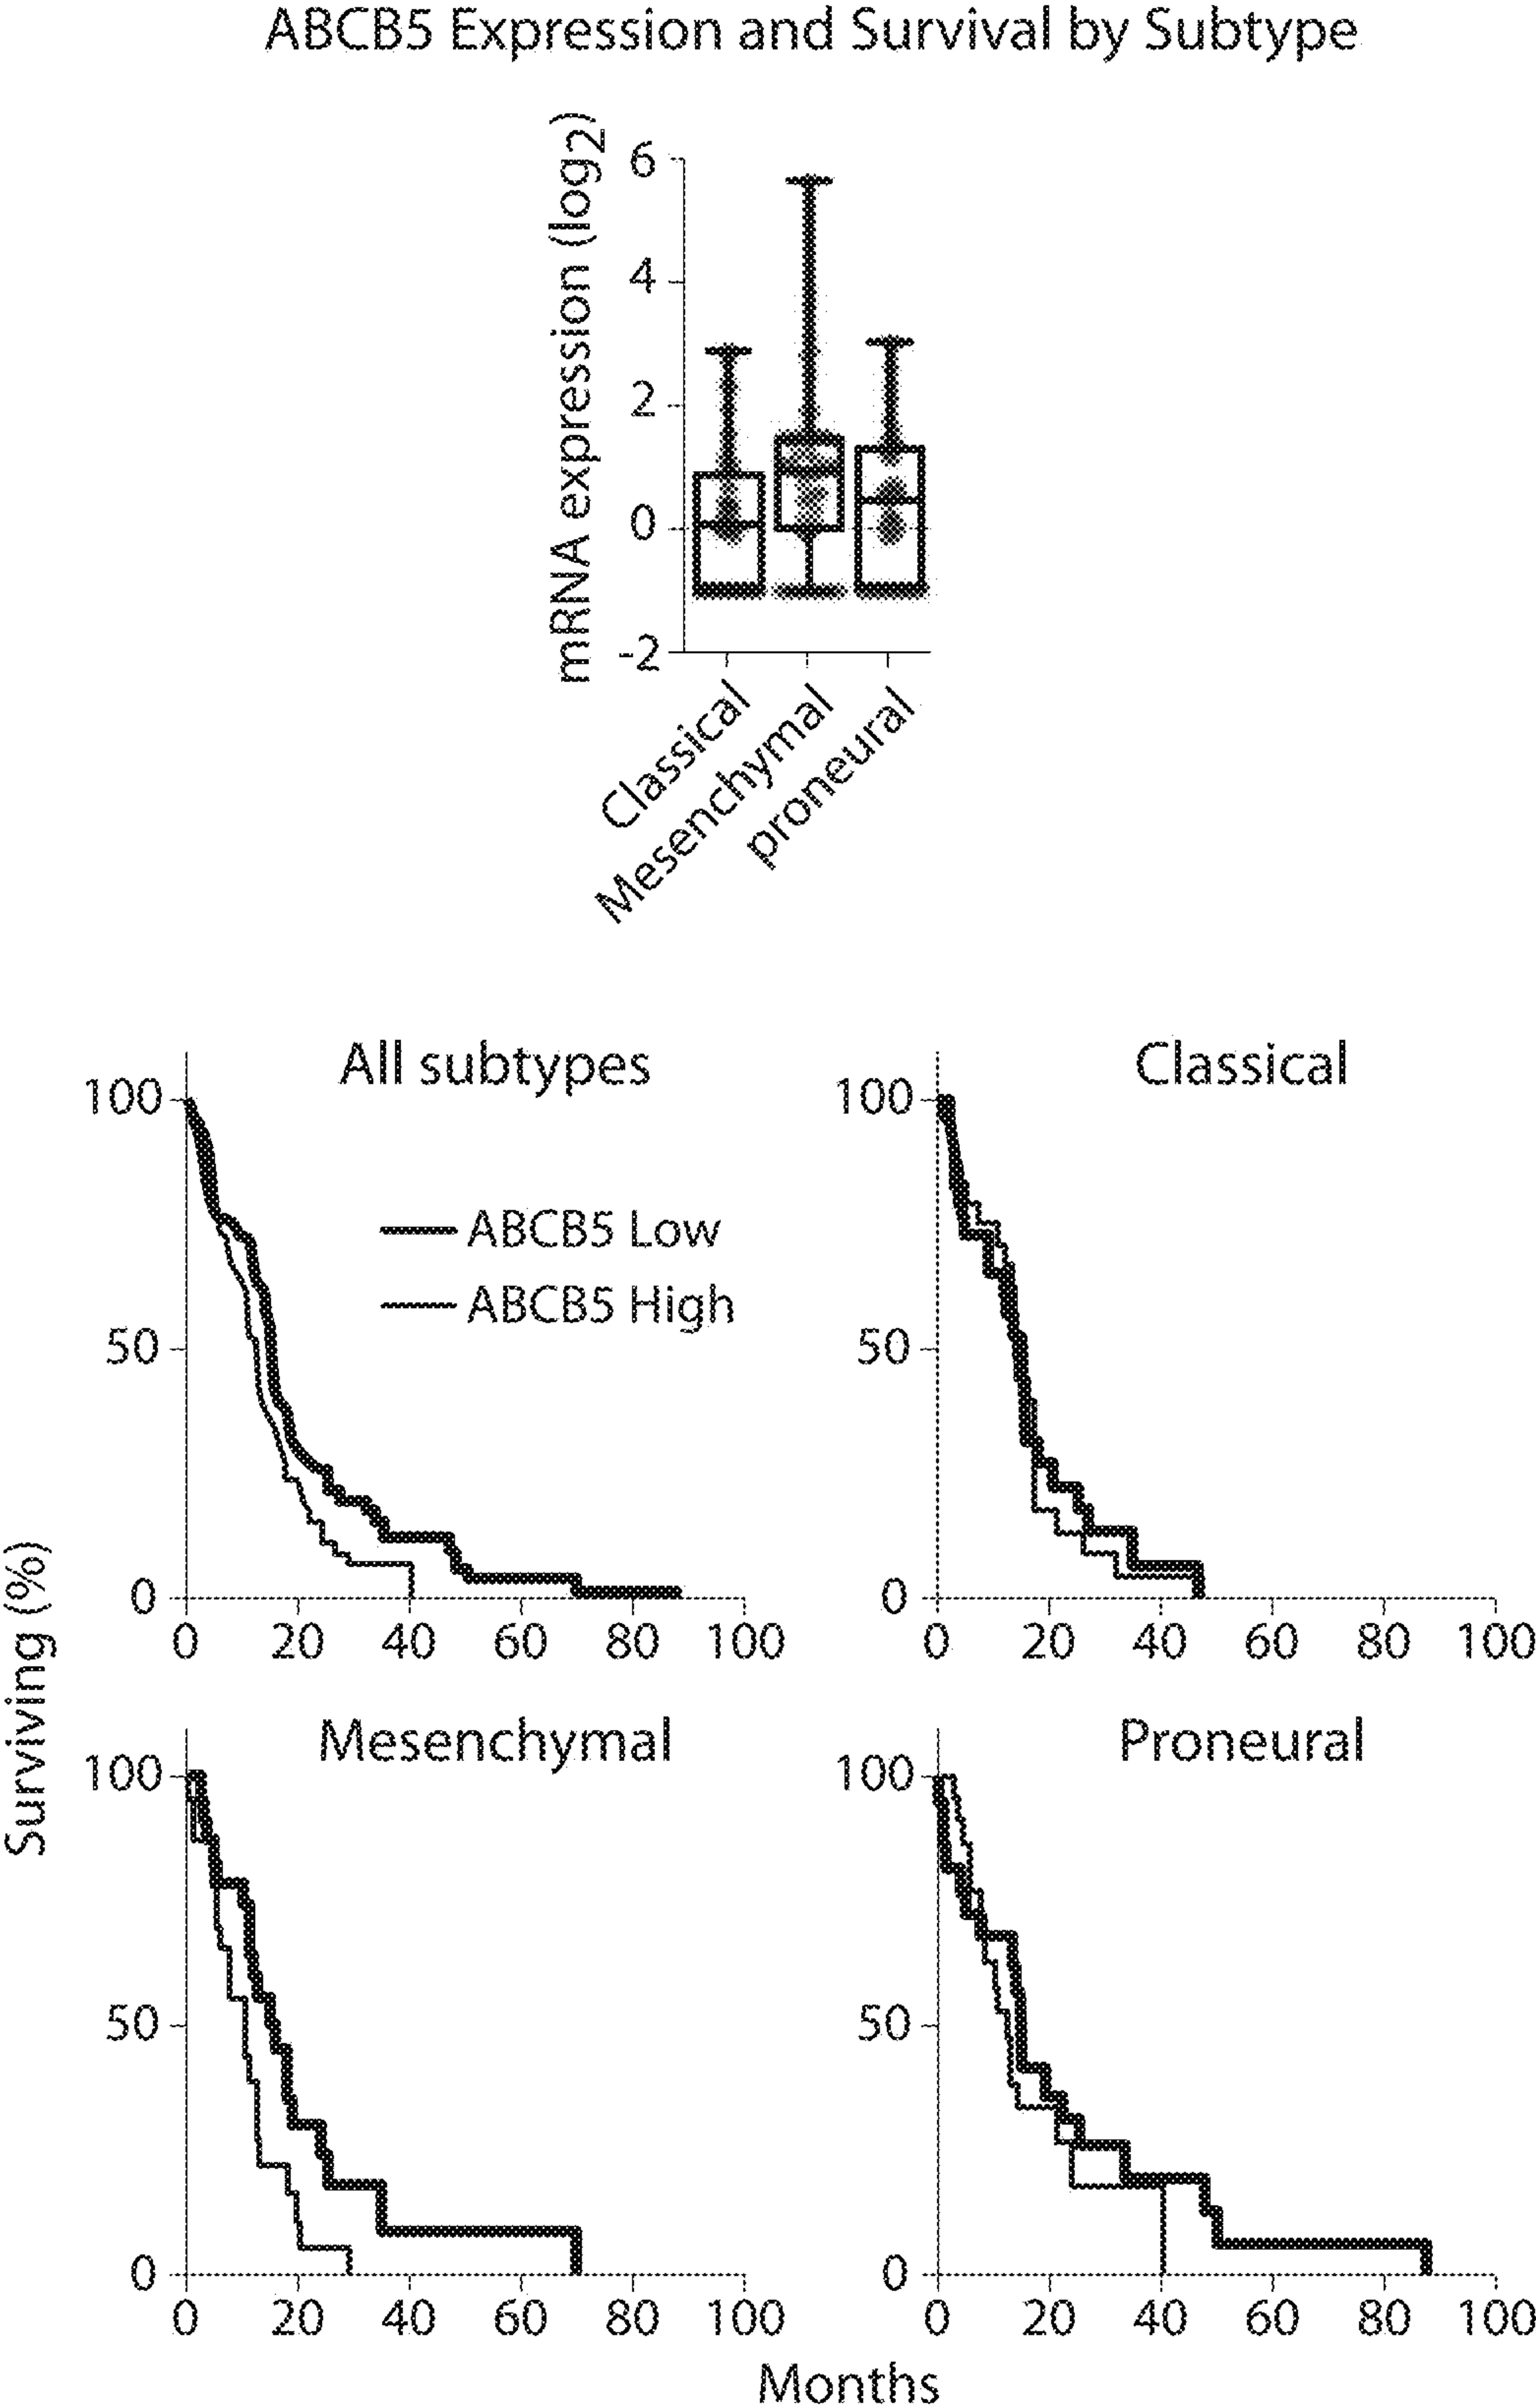 ABCB5 Expression and Survival by Subtype
mRNA expression (log2)
6
4
2
0
-2
Classical
Mesenchymal
proneural
Surviving (%)
All subtypes
100
50
0
ABCB5 Low
ABCB5 High
0 20 40 60 80 100
Classical
100
50
0
0 20 40 60 80 100
Mesenchymal
100
50
0
0 20 40 60 80 100
Proneural
100
50
0
0 20 40 60 80 100
Months